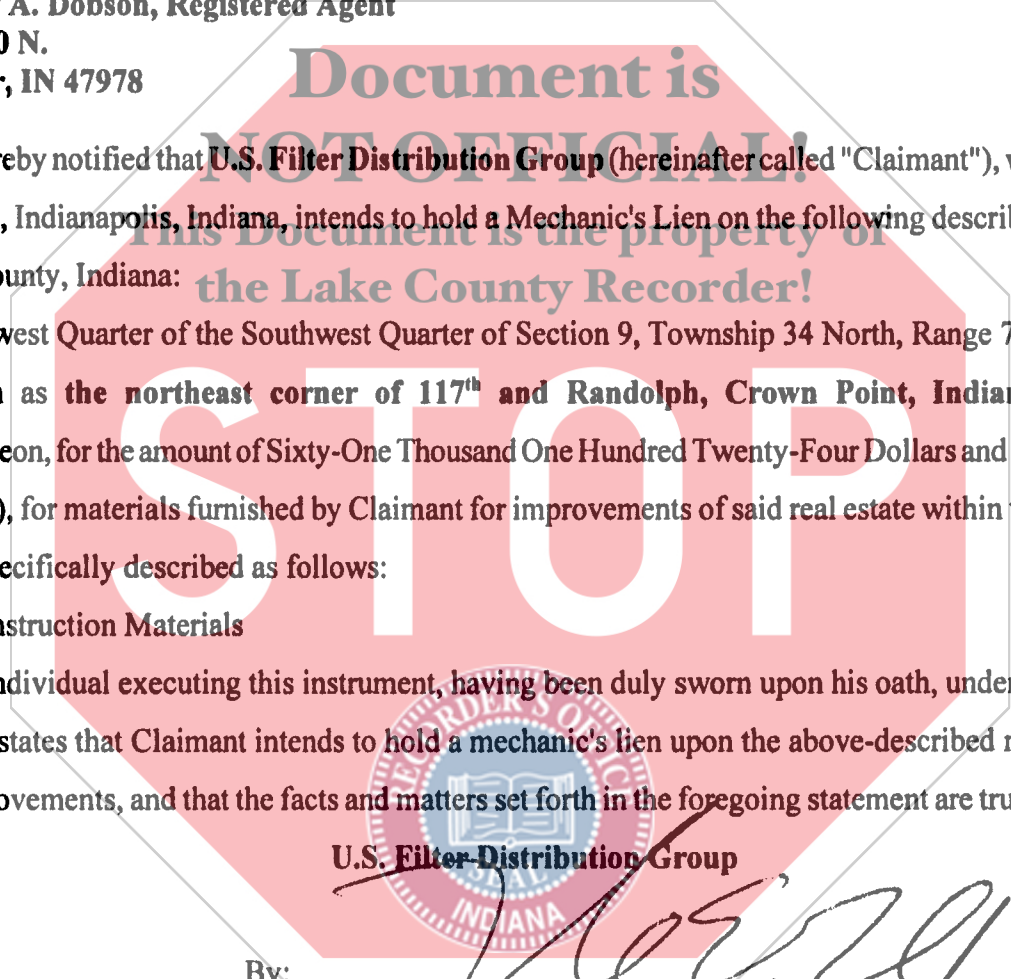 A. Dobson, Registered Agent
0 N.
r, IN 47978
Document is
NOT OFFICIAL!
This Document is the property of
the Lake County Recorder!
STOP
eby notified that U.S. Filter Distribution Group (hereinafter called "Claimant"),
, Indianapolis, Indiana, intends to hold a Mechanic's Lien on the following describ
ounty, Indiana:
west Quarter of the Southwest Quarter of Section 9, Township 34 North, Range 7
as the northeast corner of 117th and Randolph, Crown Point, Indian
eon, for the amount of Sixty-One Thousand One Hundred Twenty-Four Dollars and
), for materials furnished by Claimant for improvements of said real estate within
ecifically described as follows:
nstruction Materials
ndividual executing this instrument, having been duly sworn upon his oath, under
states that Claimant intends to hold a mechanic's lien upon the above-described r
ovements, and that the facts and matters set forth in the foregoing statement are tru
RECORDER'S OFFICE
SEAL
INDIANA
U.S. Filter Distribution Group
By: